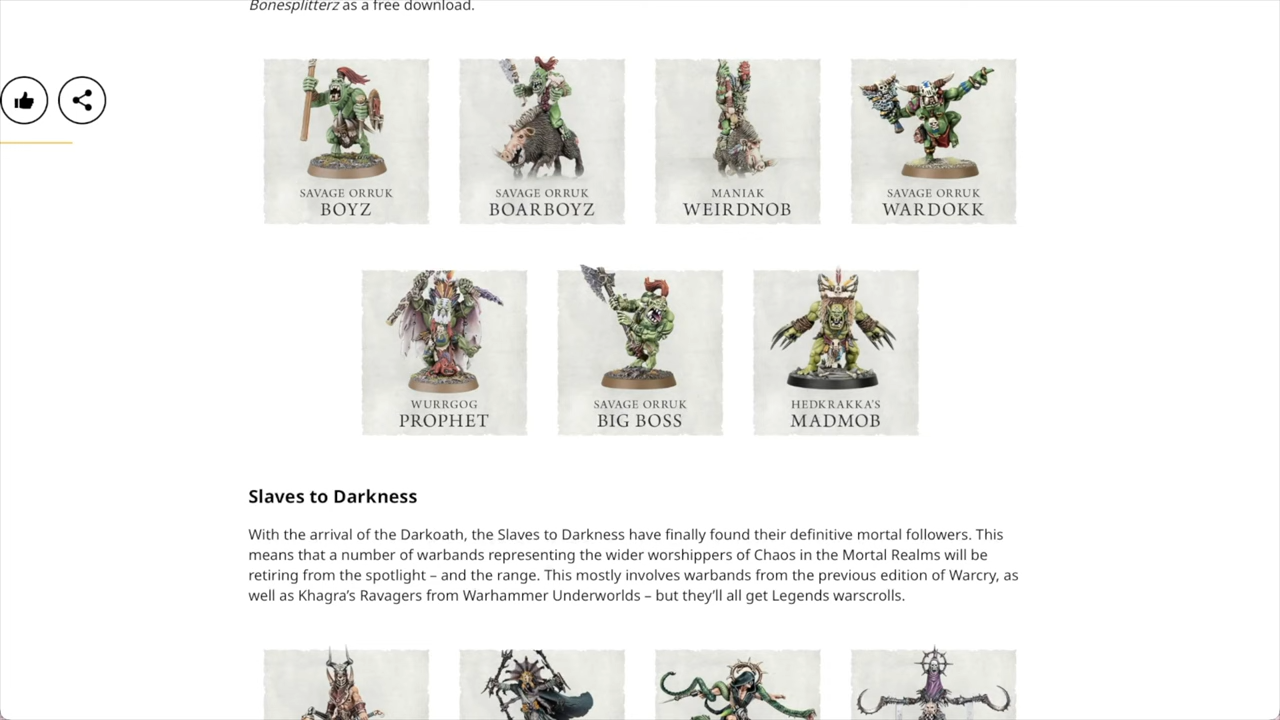 Bonesplitterz as a free download.
SAVAGE ORRUK
BOYZ
SAVAGE ORRUK
BOARBOYZ
MANIAK
WEIRDNOB
SAVAGE ORRUK
WARDOKK
WURRGOG
PROPHET
SAVAGE ORRUK
BIG BOSS
HEDKRAKKA'S
MADMOB
Slaves to Darkness
With the arrival of the Darkoath, the Slaves to Darkness have finally found their definitive mortal followers. This
means that a number of warbands representing the wider worshippers of Chaos in the Mortal Realms will be
retiring from the spotlight – and the range. This mostly involves warbands from the previous edition of Warcry, as
well as Khagra's Ravagers from Warhammer Underworlds – but they'll all get Legends warscrolls.